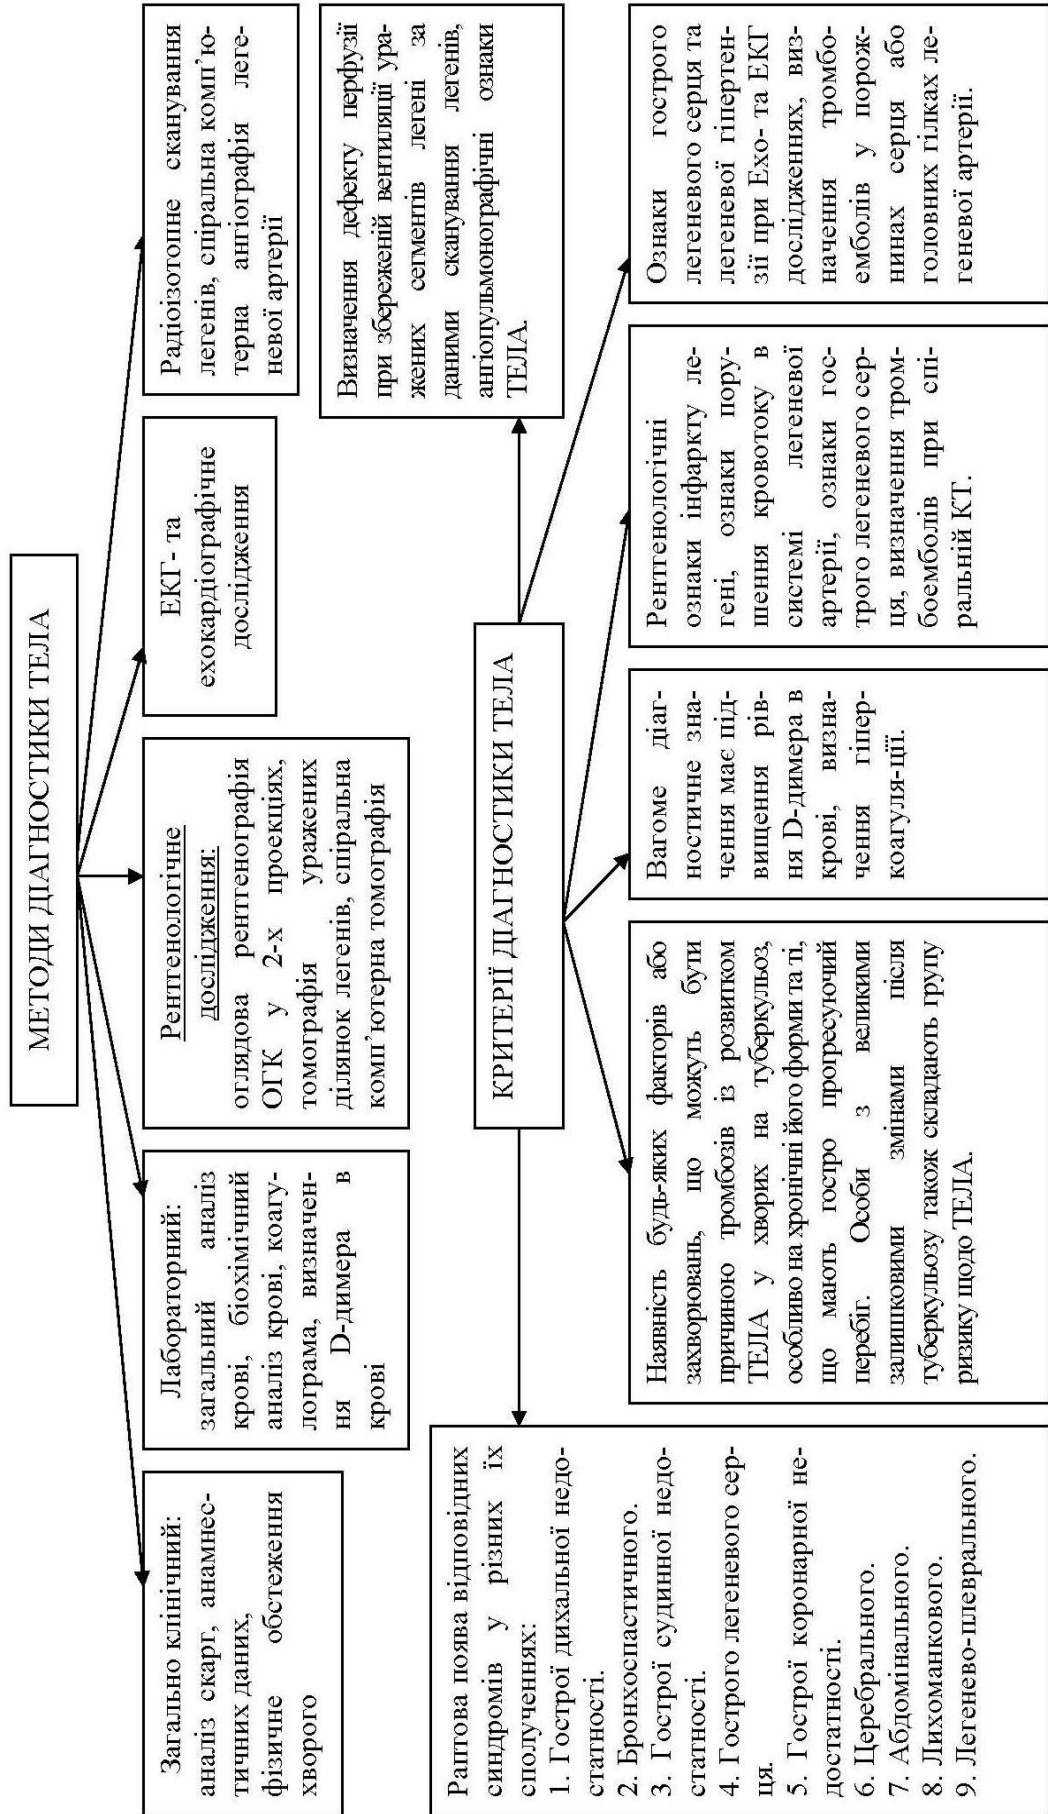 МЕТОДИ ДІАГНОСТИКИ ТЕЛА
Загально клінічний:
аналіз скарг, анамнес-
тичних даних,
фізичне обстеження
хворого
Лабораторний:
загальний аналіз
крові, біохімічний
аналіз крові, коагу-
лограма, визначен-
ня D-димера в
крові
Рентгенологічне
дослідження:
оглядова рентгенографія
ОГК у 2-х проекціях,
томографія уражених
ділянок легенів, спіральна
комп’ютерна томографія
ЕКГ- та
ехокардіографічне
дослідження
Радіоізотопне сканування
легенів, спіральна комп’ю-
терна ангіографія леге-
невої артерії
КРИТЕРІЇ ДІАГНОСТИКИ ТЕЛА
Раптова поява відповідних
синдромів у різних їх
сполученнях:
1. Гострої дихальної недо-
статності.
2. Бронхоспастичного.
3. Гострої судинної недо-
статності.
4. Гострого легеневого сер-
ця.
5. Гострої коронарної не-
достатності.
6. Церебрального.
7. Абдомінального.
8. Лихоманкового.
9. Легенево-плеврального.
Наявність будь-яких факторів або
захворювань, що можуть бути
причиною тромбозів із розвитком
ТЕЛА у хворих на туберкульоз,
особливо на хронічні його форми та ті,
що мають гостро прогресуючий
перебіг. Особи з великими
залишковими змінами після
туберкульозу також складають групу
ризику щодо ТЕЛА.
Вагоме діаг-
ностичне зна-
чення має під-
вищення рів-
ня D-димера в
крові, визна-
чення гіпер-
коагуля-ції.
Рентгенологічні
ознаки інфаркту ле-
гені, ознаки пору-
шення кровотоку в
системі легеневої
артерії, ознаки гос-
трого легеневого сер-
ця, визначення тром-
боемболів при спі-
ральній КТ.
Ознаки гострого
легеневого серця та
легеневої гіпертен-
зії при Ехо- та ЕКГ
дослідженнях, виз-
начення тромбо-
емболів у порож-
нинах серця або
головних гілках ле-
геневої артерії.
Визначення дефекту перфузії
при збереженій вентиляції ура-
жених сегментів легені за
даними сканування легенів,
ангіопульмонографічні ознаки
ТЕЛА.